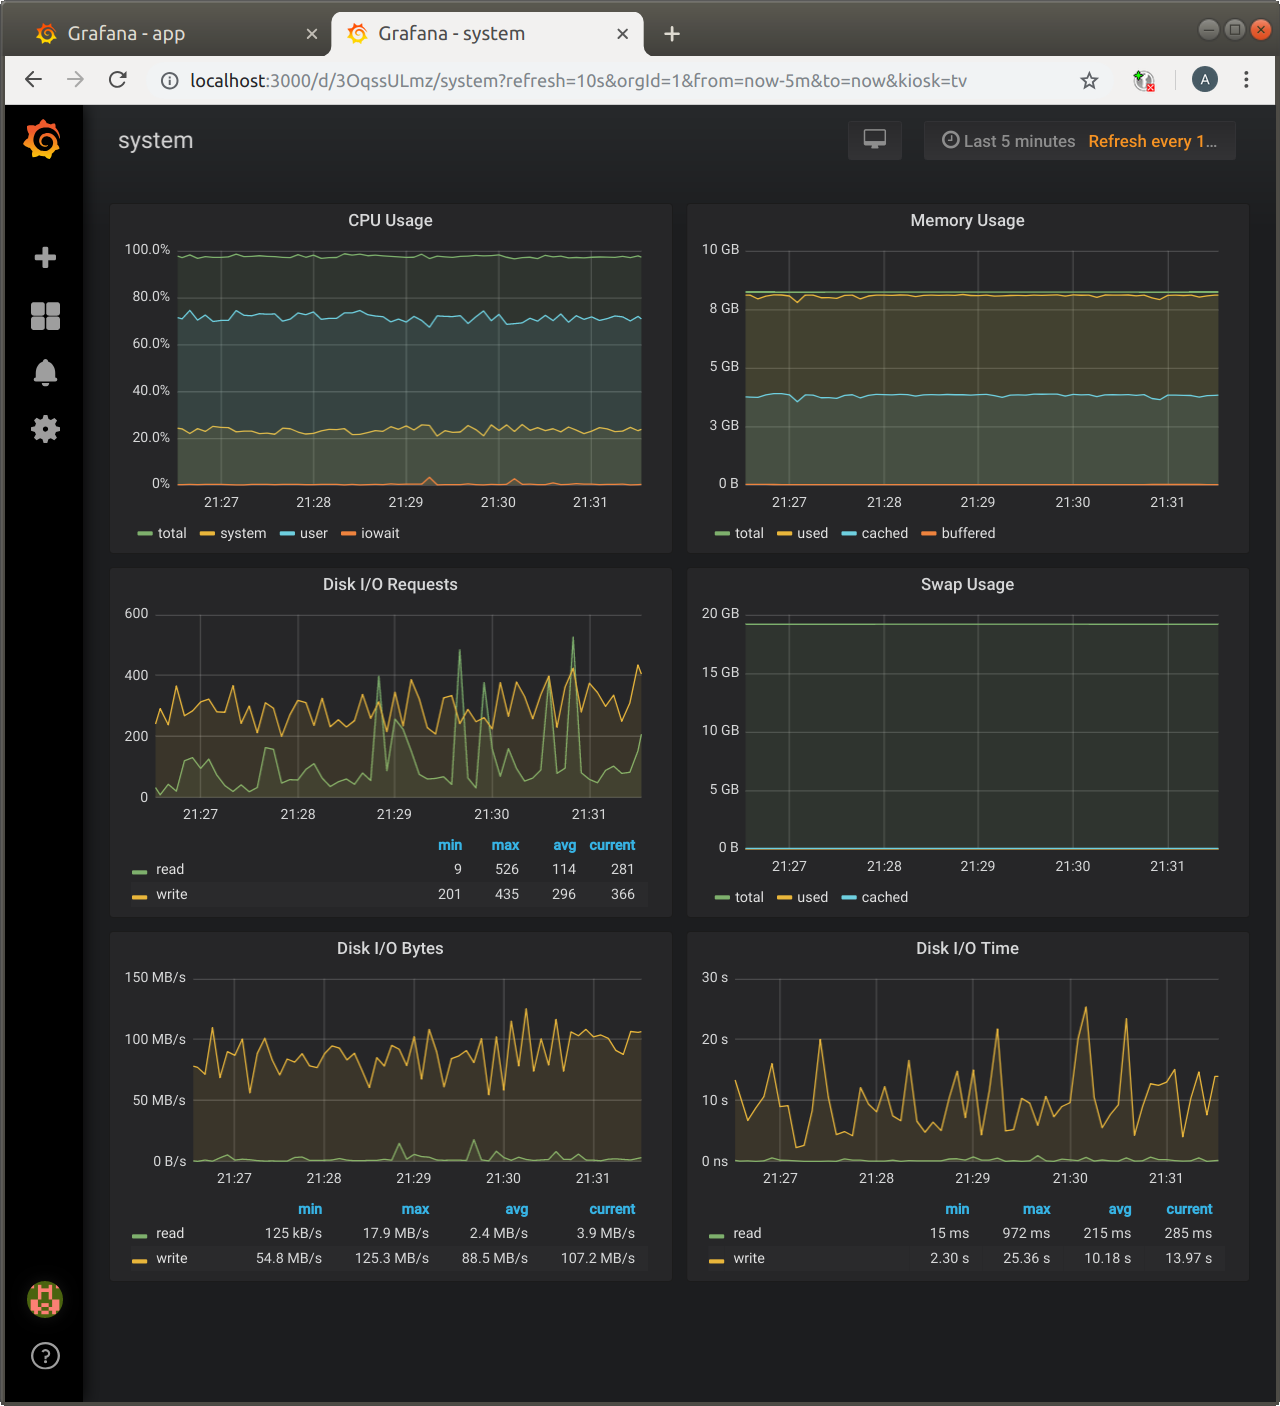 Grafana - app
Grafana - system
localhost:3000/d/3OqssULmz/system?refresh=10s&orgId=1&from=now-5m&to=now&kiosk=tv
A
system
Last 5 minutes Refresh every 1...
CPU Usage
100.0%
80.0%
60.0%
40.0%
20.0%
0%
21:27 21:28 21:29 21:30 21:31
total system user iowait
Memory Usage
10 GB
8 GB
5 GB
3 GB
0 B
21:27 21:28 21:29 21:30 21:31
total used cached buffered
Disk I/O Requests
600
400
200
0
21:27 21:28 21:29 21:30 21:31
min max avg current
read 9 526 114 281
write 201 435 296 366
Swap Usage
20 GB
15 GB
10 GB
5 GB
0 B
21:27 21:28 21:29 21:30 21:31
total used cached
Disk I/O Bytes
150 MB/s
100 MB/s
50 MB/s
0 B/s
21:27 21:28 21:29 21:30 21:31
min max avg current
read 125 kB/s 17.9 MB/s 2.4 MB/s 3.9 MB/s
write 54.8 MB/s 125.3 MB/s 88.5 MB/s 107.2 MB/s
Disk I/O Time
30 s
20 s
10 s
0 ns
21:27 21:28 21:29 21:30 21:31
min max avg current
read 15 ms 972 ms 215 ms 285 ms
write 2.30 s 25.36 s 10.18 s 13.97 s
?